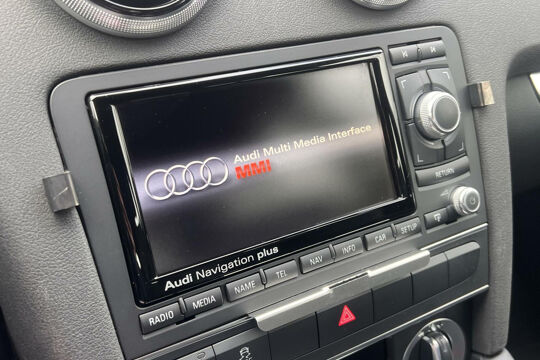 Audi Multi Media Interface
MMI
Audi Navigation plus
RETURN
RADIO MEDIA NAME TEL NAV INFO CAR SETUP